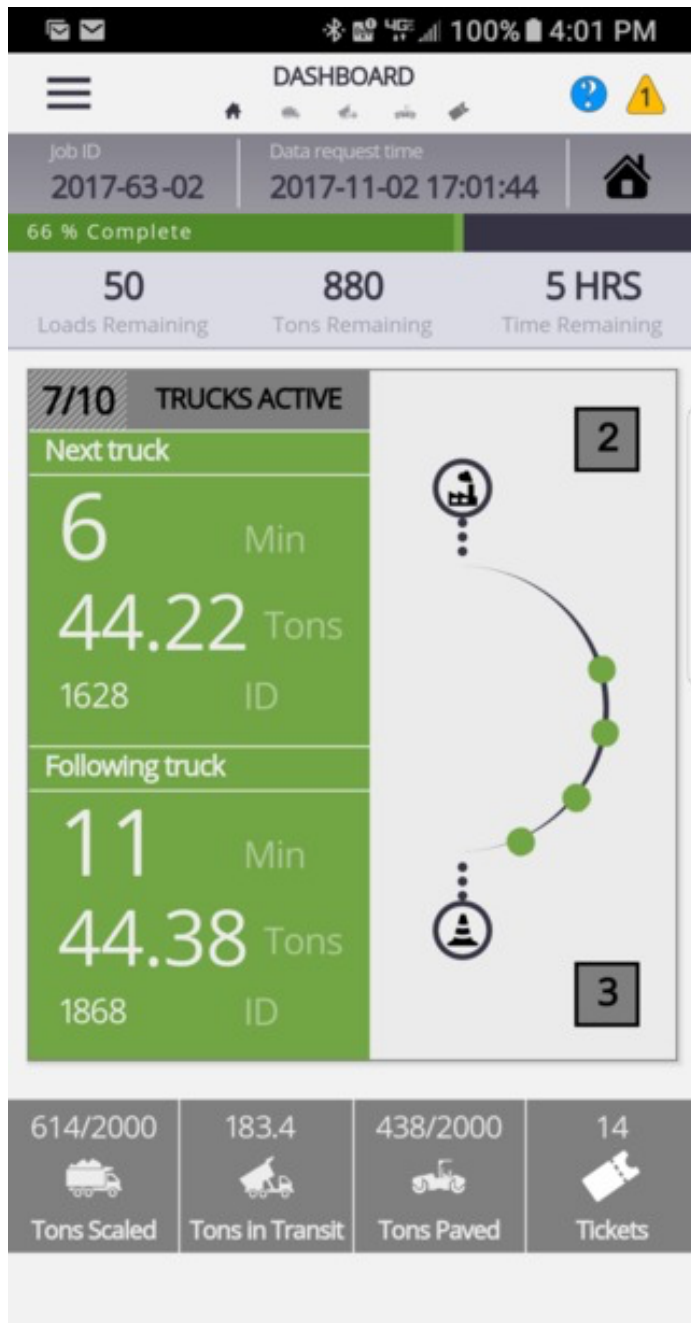 4GE 100% 4:01 PM
DASHBOARD
? 1
Job ID Data request time
2017-63-02 2017-11-02 17:01:44
66 % Complete
50 880 5 HRS
Loads Remaining Tons Remaining Time Remaining
7/10 TRUCKS ACTIVE
Next truck
6 Min
44.22 Tons
1628 ID
Following truck
11 Min
44.38 Tons
1868 ID
2
3
614/2000 183.4 438/2000 14
Tons Scaled Tons in Transit Tons Paved Tickets